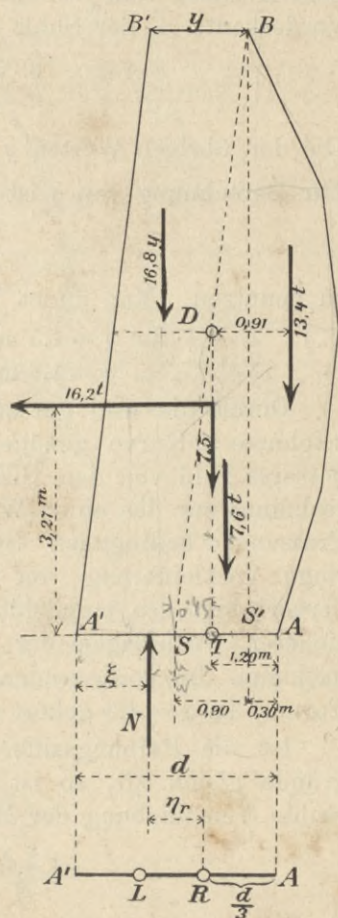 B' y B
16,8 y
13,4 t
D 0,91
16,2 t
7,5
7,6 t
3,27 m
A' S T S' A
1,20 m
ξ
0,90 0,30 m
N
d
ηr
A' L R A
d/3